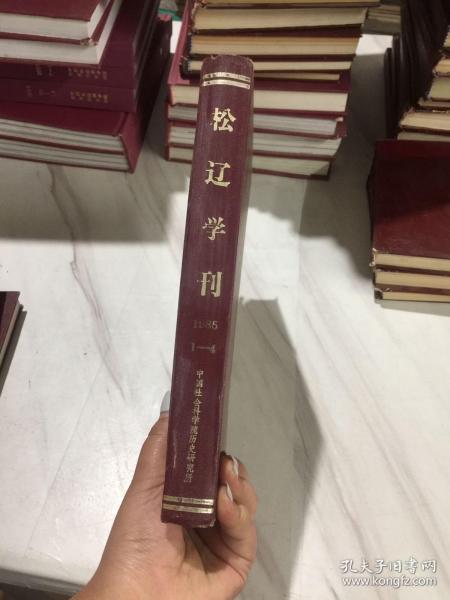 松辽学刊
1985
1—4
中国社会科学院历史研究所
孔夫子旧书网
www.kongfz.com